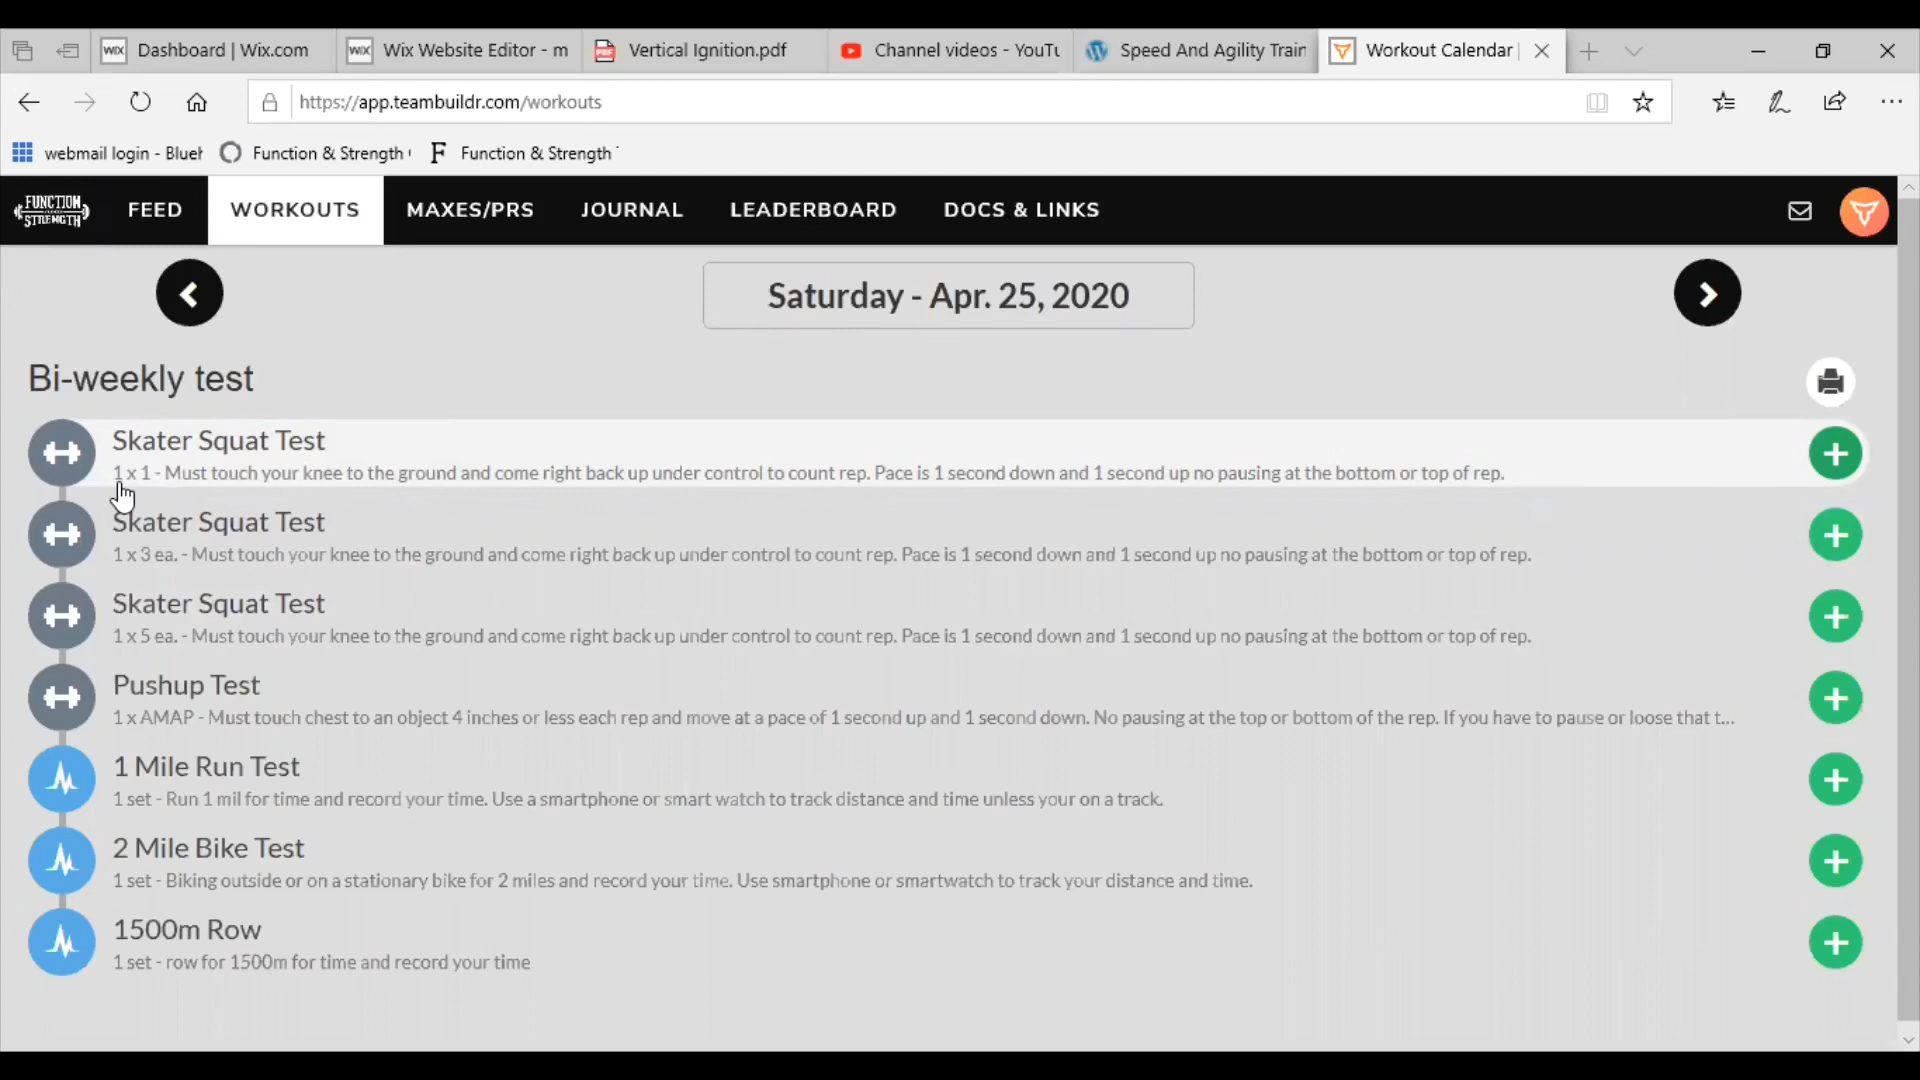 Dashboard | Wix.com
Wix Website Editor - m
Vertical Ignition.pdf
Channel videos - YouTu
Speed And Agility Train
Workout Calendar
https://app.teambuildr.com/workouts
webmail login - Blueh
Function & Strength
Function & Strength
FUNCTION STRENGTH
FEED
WORKOUTS
MAXES/PRS
JOURNAL
LEADERBOARD
DOCS & LINKS
Saturday - Apr. 25, 2020
Bi-weekly test
Skater Squat Test
1 x 1 - Must touch your knee to the ground and come right back up under control to count rep. Pace is 1 second down and 1 second up no pausing at the bottom or top of rep.
Skater Squat Test
1 x 3 ea. - Must touch your knee to the ground and come right back up under control to count rep. Pace is 1 second down and 1 second up no pausing at the bottom or top of rep.
Skater Squat Test
1 x 5 ea. - Must touch your knee to the ground and come right back up under control to count rep. Pace is 1 second down and 1 second up no pausing at the bottom or top of rep.
Pushup Test
1 x AMAP - Must touch chest to an object 4 inches or less each rep and move at a pace of 1 second up and 1 second down. No pausing at the top or bottom of the rep. If you have to pause or loose that t...
1 Mile Run Test
1 set - Run 1 mil for time and record your time. Use a smartphone or smart watch to track distance and time unless your on a track.
2 Mile Bike Test
1 set - Biking outside or on a stationary bike for 2 miles and record your time. Use smartphone or smartwatch to track your distance and time.
1500m Row
1 set - row for 1500m for time and record your time